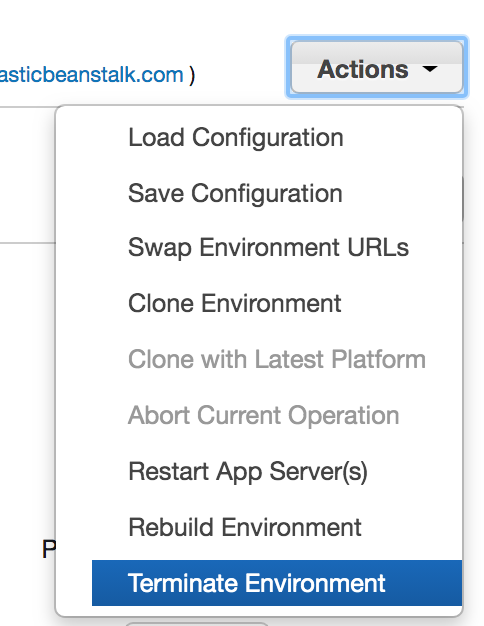 asticbeanstalk.com )
Actions
Load Configuration
Save Configuration
Swap Environment URLs
Clone Environment
Clone with Latest Platform
Abort Current Operation
Restart App Server(s)
Rebuild Environment
P
Terminate Environment